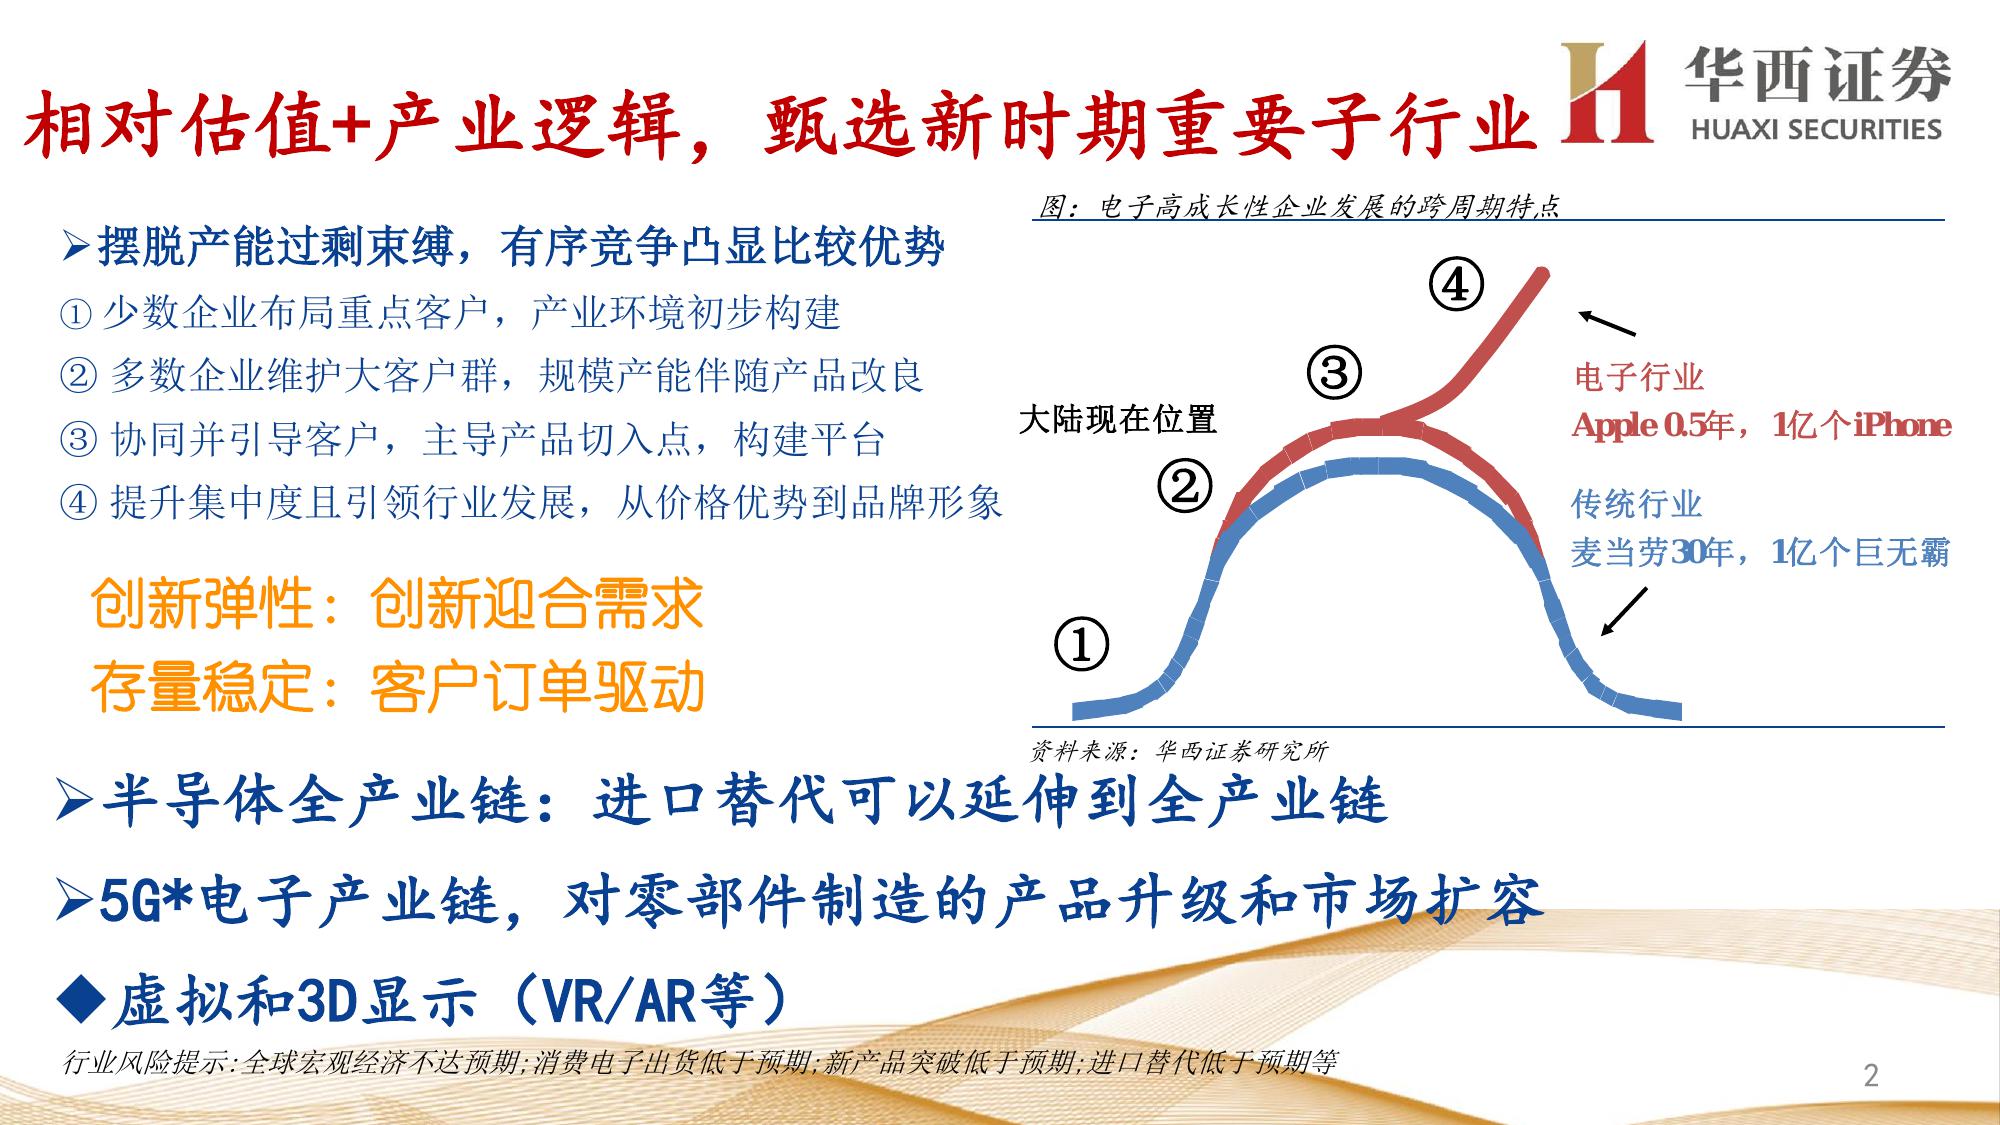 相对估值+产业逻辑，甄选新时期重要子行业
华西证券
HUAXI SECURITIES
➢摆脱产能过剩束缚，有序竞争凸显比较优势
① 少数企业布局重点客户，产业环境初步构建
② 多数企业维护大客户群，规模产能伴随产品改良
③ 协同并引导客户，主导产品切入点，构建平台
④ 提升集中度且引领行业发展，从价格优势到品牌形象
创新弹性：创新迎合需求
存量稳定：客户订单驱动
图：电子高成长性企业发展的跨周期特点
④
③
大陆现在位置
②
①
电子行业
Apple 0.5年，1亿个iPhone
传统行业
麦当劳30年，1亿个巨无霸
资料来源：华西证券研究所
➢半导体全产业链：进口替代可以延伸到全产业链
➢5G*电子产业链，对零部件制造的产品升级和市场扩容
◆虚拟和3D显示（VR/AR等）
行业风险提示:全球宏观经济不达预期;消费电子出货低于预期;新产品突破低于预期;进口替代低于预期等
2